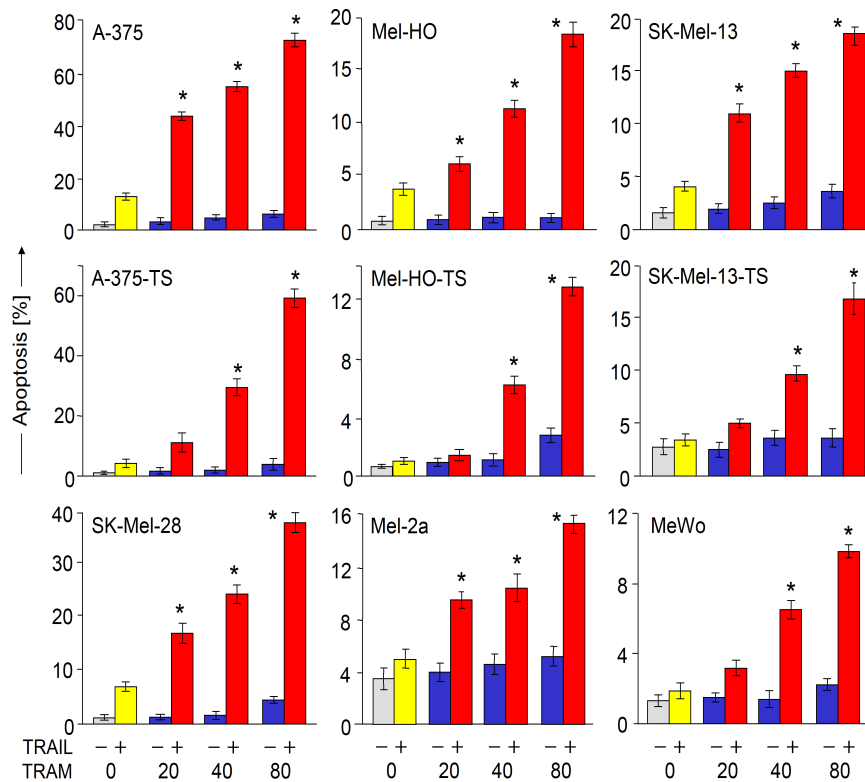 Apoptosis [%]
A-375
80
60
40
20
0
* * *
Mel-HO
20
15
10
5
0
* * *
SK-Mel-13
20
15
10
5
0
* * *
A-375-TS
60
40
20
0
* *
Mel-HO-TS
12
8
4
0
* *
SK-Mel-13-TS
20
15
10
5
0
* *
SK-Mel-28
40
30
20
10
0
* * *
Mel-2a
16
12
8
4
0
* * *
MeWo
12
8
4
0
* *
TRAIL – + – + – + – + – + – + – + – + – + – + – + – +
TRAM 0 20 40 80 0 20 40 80 0 20 40 80